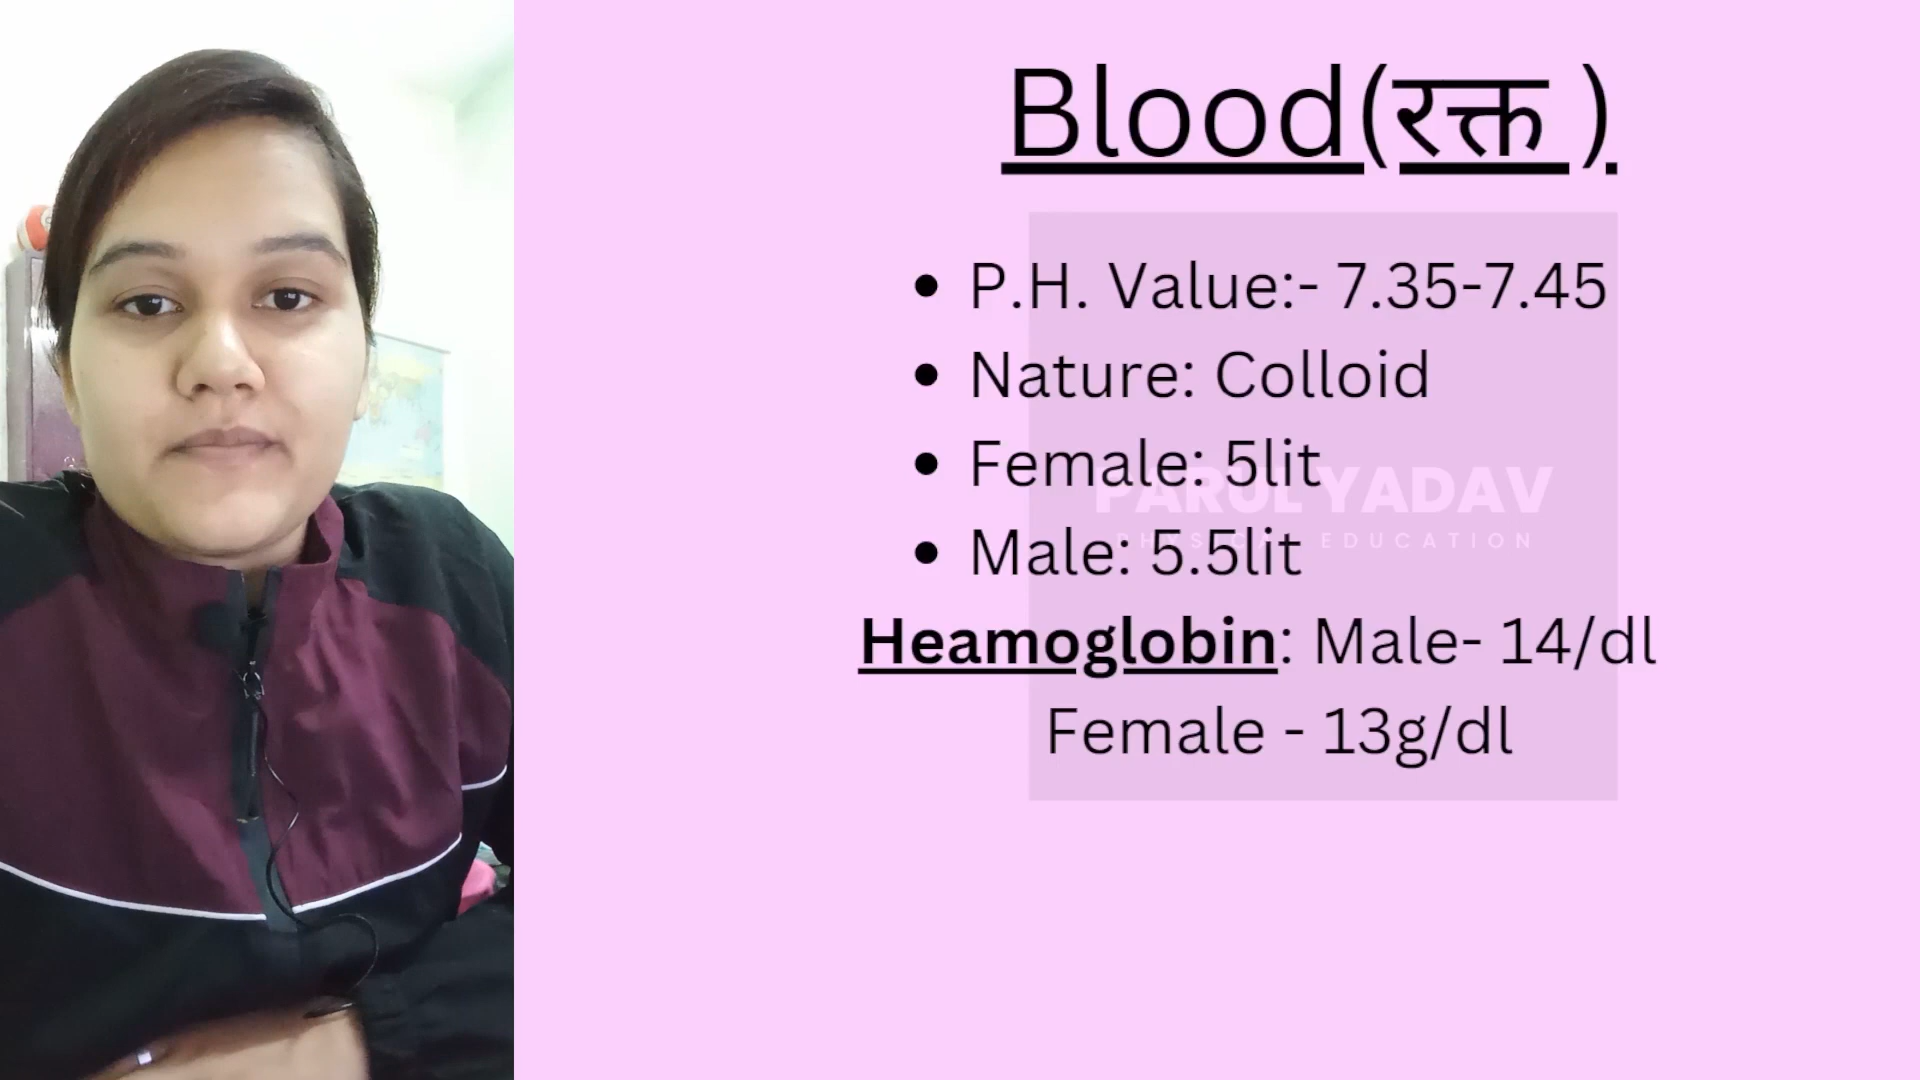 Blood(रक्त )
• P.H. Value:- 7.35-7.45
• Nature: Colloid
• Female: 5lit
PARUL YADAV
• Male: 5.5lit
PHYSICAL EDUCATION
Heamoglobin: Male- 14/dl
Female - 13g/dl